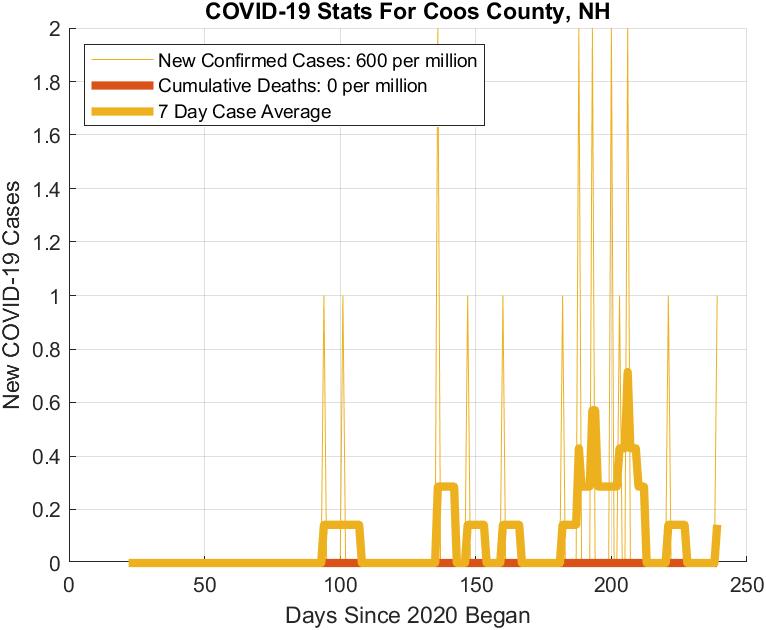 COVID-19 Stats For Coos County, NH
2
1.8
1.6
1.4
1.2
1
0.8
0.6
0.4
0.2
0
New COVID-19 Cases
New Confirmed Cases: 600 per million
Cumulative Deaths: 0 per million
7 Day Case Average
0 50 100 150 200 250
Days Since 2020 Began